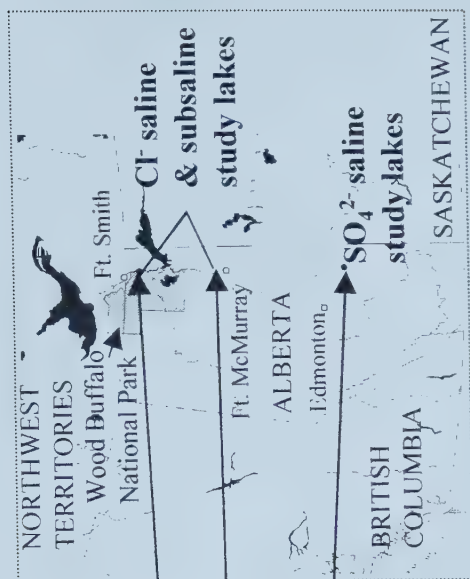 NORTHWEST
TERRITORIES
Wood Buffalo
National Park
Ft. Smith
Cl⁻ saline
& subsaline
study lakes
Ft. McMurray
ALBERTA
Edmonton
SO₄²⁻ saline
study lakes
BRITISH
COLUMBIA
SASKATCHEWAN